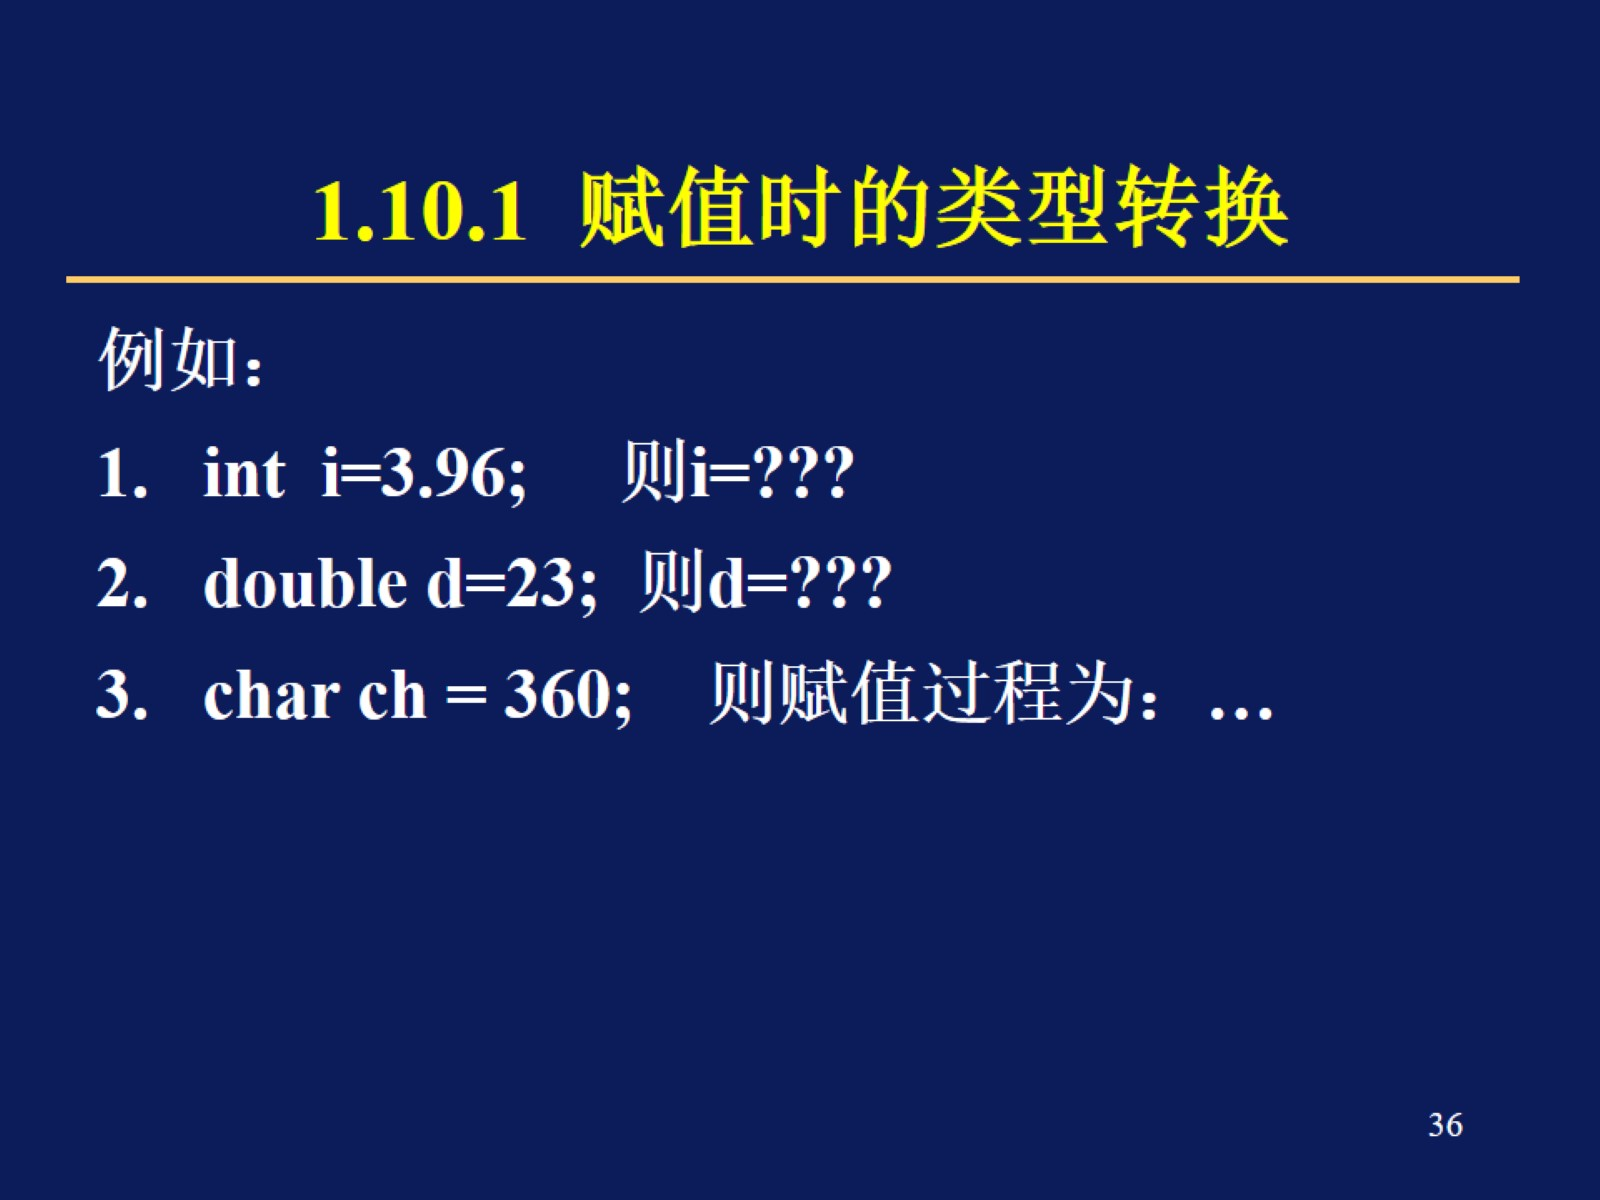 1.10.1 赋值时的类型转换
例如：
1. int i=3.96; 则i=???
2. double d=23; 则d=???
3. char ch = 360; 则赋值过程为：…
36